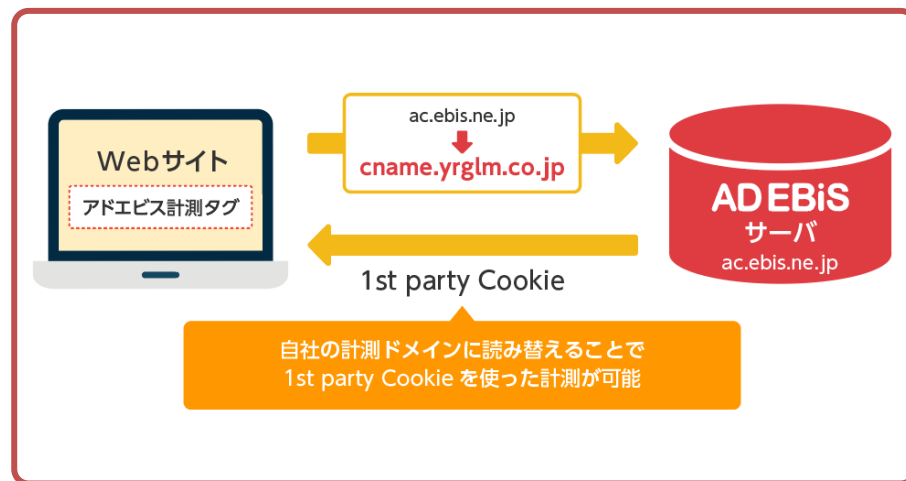 Webサイト
アドエビス計測タグ
ac.ebis.ne.jp
cname.yrglm.co.jp
AD EBiS
サーバ
ac.ebis.ne.jp
1st party Cookie
自社の計測ドメインに読み替えることで
1st party Cookie を使った計測が可能